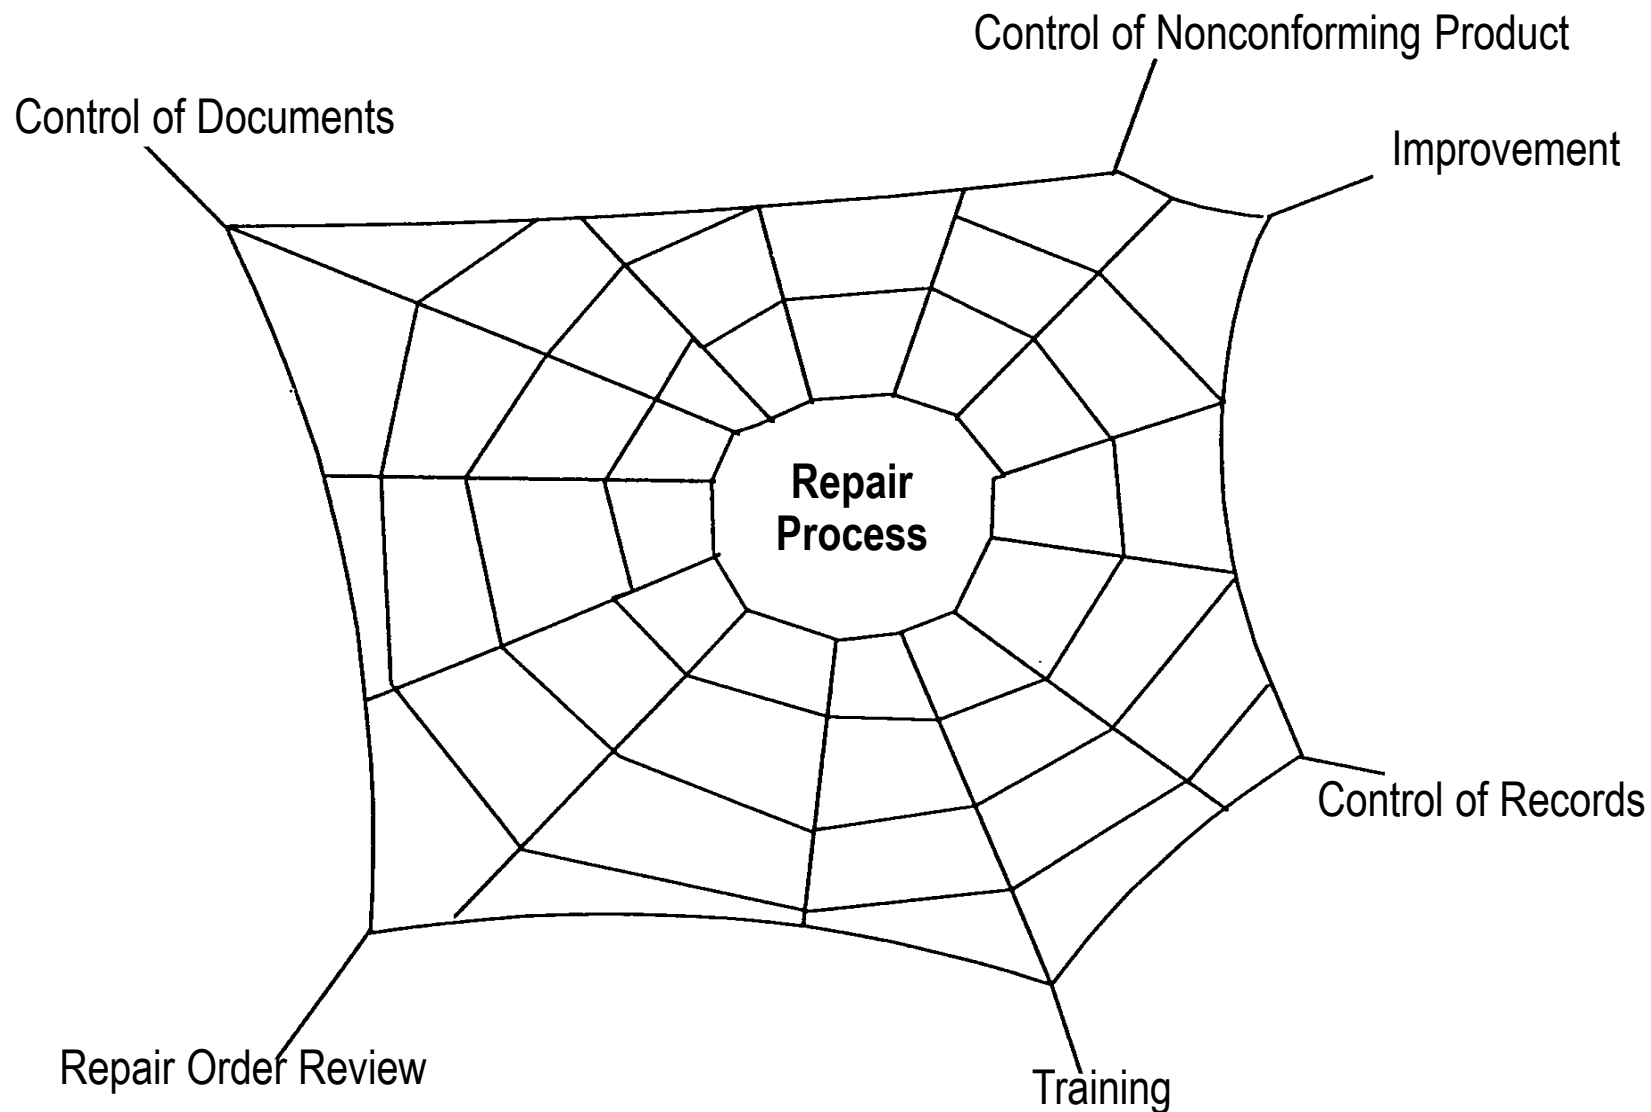 Control of Nonconforming Product
Control of Documents
Improvement
Repair
Process
Control of Records
Repair Order Review
Training